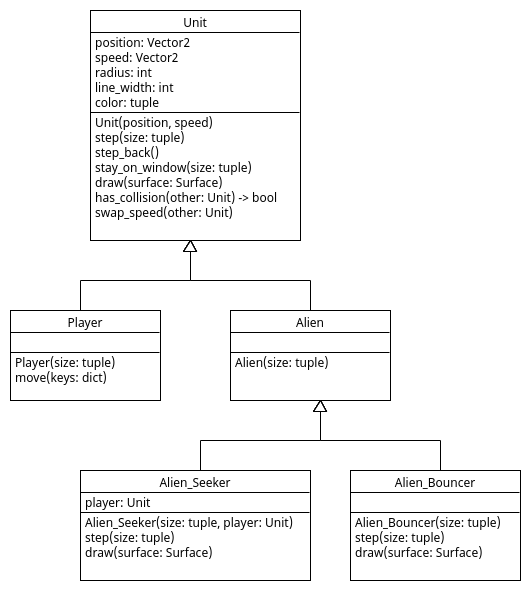 Unit
position: Vector2
speed: Vector2
radius: int
line_width: int
color: tuple
Unit(position, speed)
step(size: tuple)
step_back()
stay_on_window(size: tuple)
draw(surface: Surface)
has_collision(other: Unit) -> bool
swap_speed(other: Unit)
Player
Player(size: tuple)
move(keys: dict)
Alien
Alien(size: tuple)
Alien_Seeker
player: Unit
Alien_Seeker(size: tuple, player: Unit)
step(size: tuple)
draw(surface: Surface)
Alien_Bouncer
Alien_Bouncer(size: tuple)
step(size: tuple)
draw(surface: Surface)